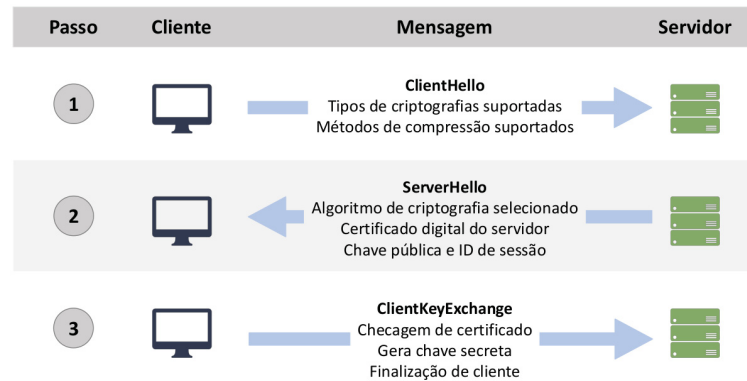 Passo Cliente Mensagem Servidor
1
ClientHello
Tipos de criptografias suportadas
Métodos de compressão suportados
2
ServerHello
Algoritmo de criptografia selecionado
Certificado digital do servidor
Chave pública e ID de sessão
3
ClientKeyExchange
Checagem de certificado
Gera chave secreta
Finalização de cliente